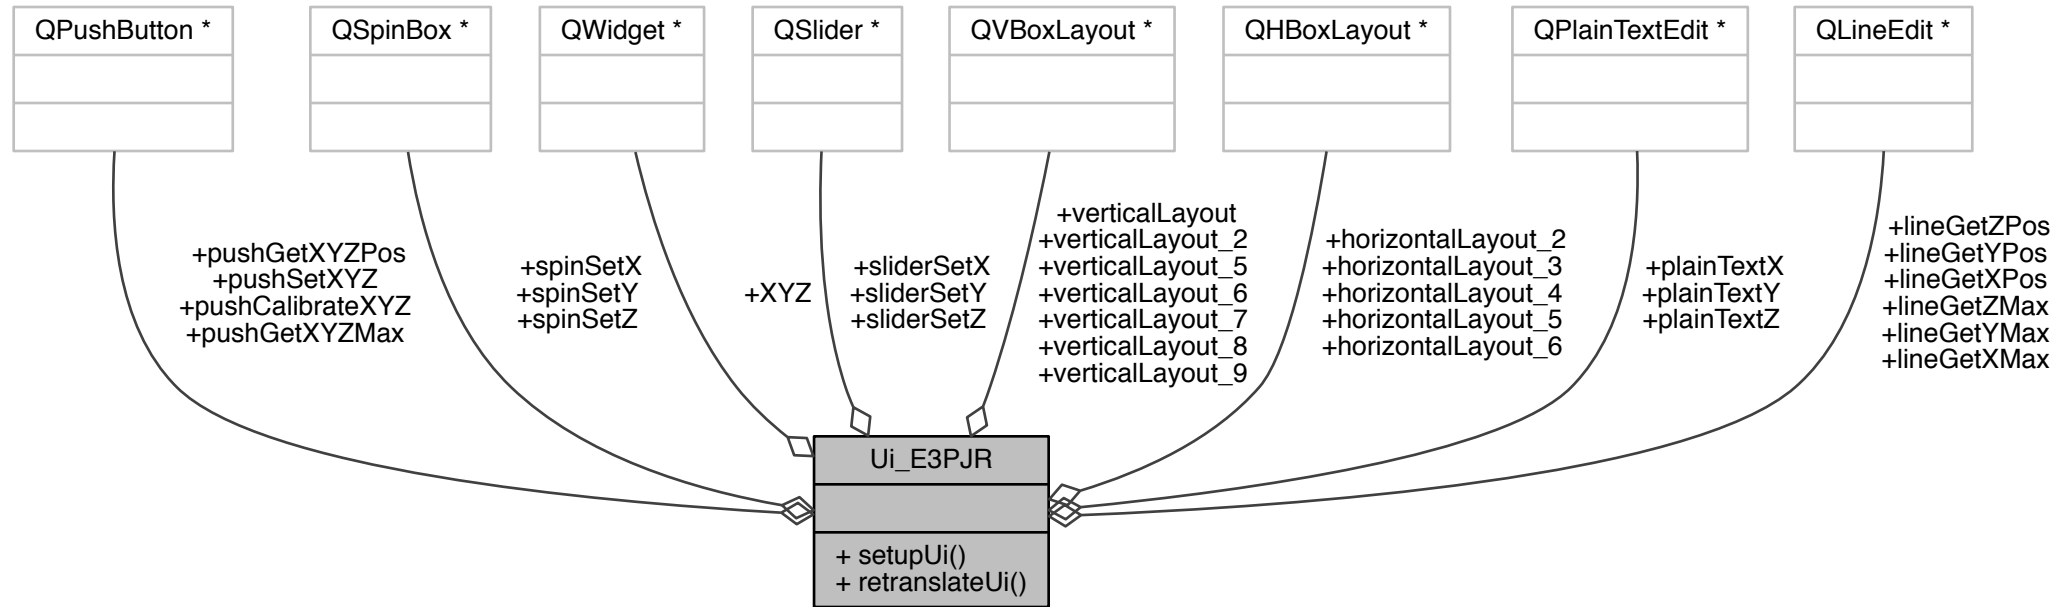 QPushButton *
QSpinBox *
QWidget *
QSlider *
QVBoxLayout *
QHBoxLayout *
QPlainTextEdit *
QLineEdit *
+pushGetXYZPos
+pushSetXYZ
+pushCalibrateXYZ
+pushGetXYZMax
+spinSetX
+spinSetY
+spinSetZ
+XYZ
+sliderSetX
+sliderSetY
+sliderSetZ
+verticalLayout
+verticalLayout_2
+verticalLayout_5
+verticalLayout_6
+verticalLayout_7
+verticalLayout_8
+verticalLayout_9
+horizontalLayout_2
+horizontalLayout_3
+horizontalLayout_4
+horizontalLayout_5
+horizontalLayout_6
+plainTextX
+plainTextY
+plainTextZ
+lineGetZPos
+lineGetYPos
+lineGetXPos
+lineGetZMax
+lineGetYMax
+lineGetXMax
Ui_E3PJR
+ setupUi()
+ retranslateUi()